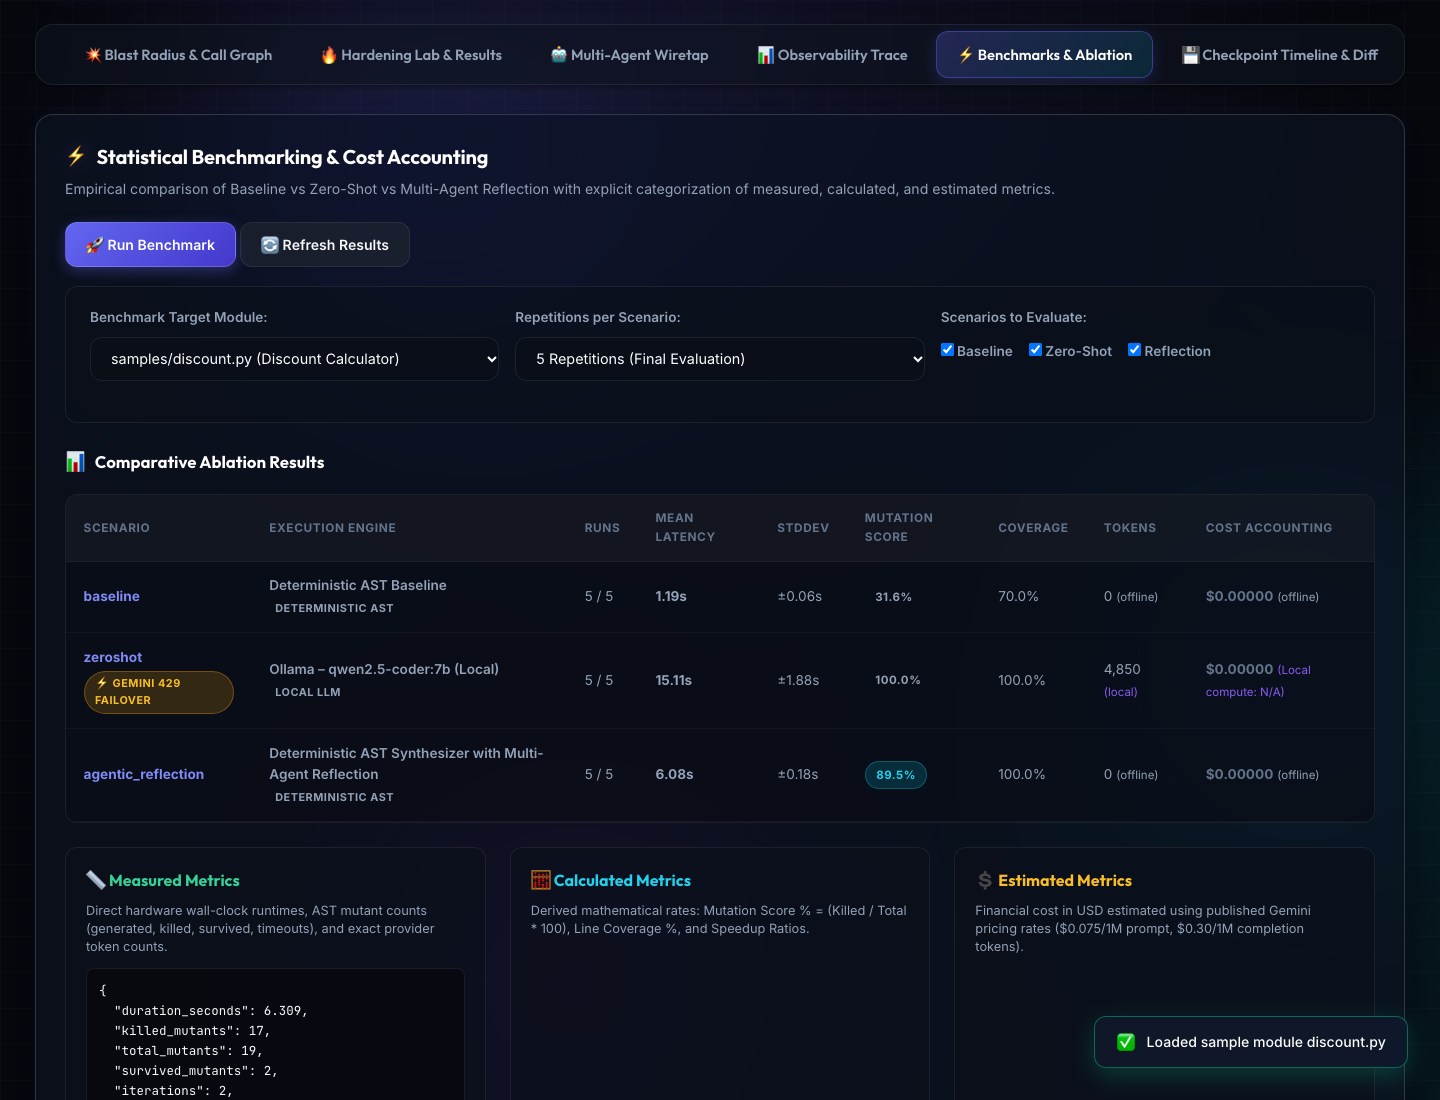 💥 Blast Radius & Call Graph
🔥 Hardening Lab & Results
🤖 Multi-Agent Wiretap
📊 Observability Trace
⚡ Benchmarks & Ablation
💾 Checkpoint Timeline & Diff
⚡ Statistical Benchmarking & Cost Accounting
Empirical comparison of Baseline vs Zero-Shot vs Multi-Agent Reflection with explicit categorization of measured, calculated, and estimated metrics.
🚀 Run Benchmark
🔄 Refresh Results
Benchmark Target Module:
samples/discount.py (Discount Calculator)
Repetitions per Scenario:
5 Repetitions (Final Evaluation)
Scenarios to Evaluate:
Baseline Zero-Shot Reflection
📊 Comparative Ablation Results
SCENARIO EXECUTION ENGINE RUNS MEAN LATENCY STDDEV MUTATION SCORE COVERAGE TOKENS COST ACCOUNTING
baseline
Deterministic AST Baseline
DETERMINISTIC AST
5 / 5
1.19s
±0.06s
31.6%
70.0%
0 (offline)
$0.00000 (offline)
zeroshot
⚡ GEMINI 429
FAILOVER
Ollama – qwen2.5-coder:7b (Local)
LOCAL LLM
5 / 5
15.11s
±1.88s
100.0%
100.0%
4,850
(local)
$0.00000 (Local
compute: N/A)
agentic_reflection
Deterministic AST Synthesizer with Multi-
Agent Reflection
DETERMINISTIC AST
5 / 5
6.08s
±0.18s
89.5%
100.0%
0 (offline)
$0.00000 (offline)
📏 Measured Metrics
Direct hardware wall-clock runtimes, AST mutant counts
(generated, killed, survived, timeouts), and exact provider
token counts.
{
"duration_seconds": 6.309,
"killed_mutants": 17,
"total_mutants": 19,
"survived_mutants": 2,
"iterations": 2,
🧮 Calculated Metrics
Derived mathematical rates: Mutation Score % = (Killed / Total
* 100), Line Coverage %, and Speedup Ratios.
💲 Estimated Metrics
Financial cost in USD estimated using published Gemini
pricing rates ($0.075/1M prompt, $0.30/1M completion
tokens).
✅ Loaded sample module discount.py